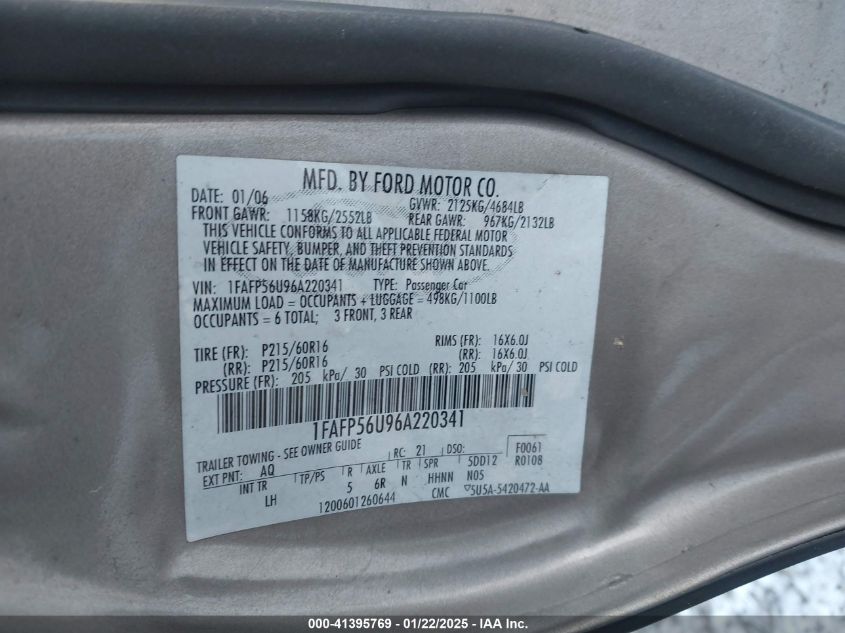 MFD. BY FORD MOTOR CO.
DATE: 01/06 GVWR: 2125KG/4684LB
FRONT GAWR: 1158KG/2552LB REAR GAWR: 967KG/2132LB
THIS VEHICLE CONFORMS TO ALL APPLICABLE FEDERAL MOTOR
VEHICLE SAFETY, BUMPER, AND THEFT PREVENTION STANDARDS
IN EFFECT ON THE DATE OF MANUFACTURE SHOWN ABOVE.
VIN: 1FAFP56U96A220341 TYPE: Passenger Car
MAXIMUM LOAD = OCCUPANTS + LUGGAGE = 498KG/1100LB
OCCUPANTS = 6 TOTAL; 3 FRONT, 3 REAR
TIRE (FR): P215/60R16 RIMS (FR): 16X6.0J
(RR): P215/60R16 (RR): 16X6.0J
PRESSURE (FR): 205 kPa/ 30 PSI COLD (RR): 205 kPa/ 30 PSI COLD
1FAFP56U96A220341
TRAILER TOWING - SEE OWNER GUIDE RC: 21 DSO: F0061
EXT PNT: AQ 5DD12 R0108
INT TR TP/PS R AXLE TR SPR
LH 5 6R N HHNN N05
1200601260644 CMC 5U5A-5420472-AA
000-41395769 - 01/22/2025 - IAA Inc.